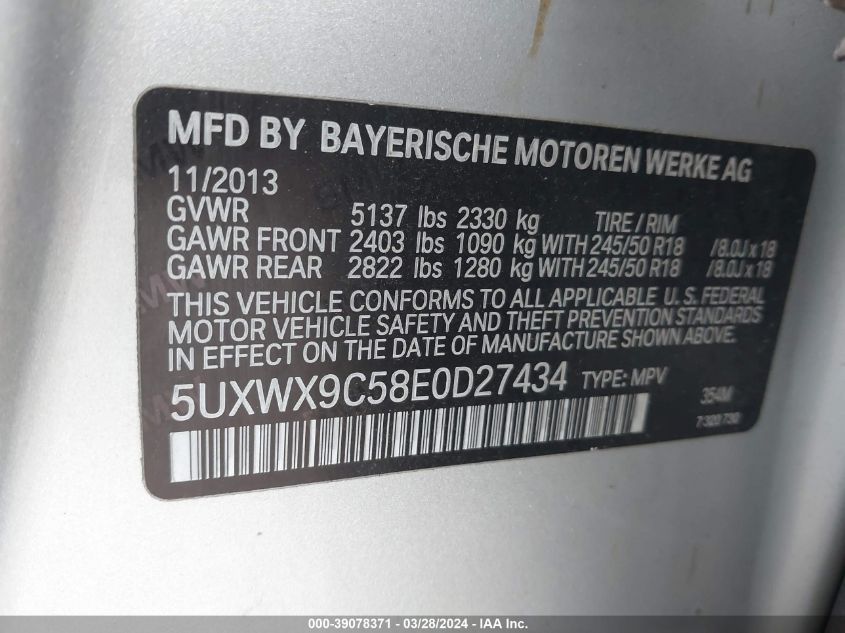 MFD BY BAYERISCHE MOTOREN WERKE AG
11/2013
GVWR 5137 lbs 2330 kg TIRE / RIM
GAWR FRONT 2403 lbs 1090 kg WITH 245/50 R18 /8.0J x 18
GAWR REAR 2822 lbs 1280 kg WITH 245/50 R18 /8.0J x 18
THIS VEHICLE CONFORMS TO ALL APPLICABLE U.S. FEDERAL
MOTOR VEHICLE SAFETY AND THEFT PREVENTION STANDARDS
IN EFFECT ON THE DATE OF MANUFACTURE SHOWN ABOVE.
5UXWX9C58E0D27434 TYPE: MPV 354M
7 320 730
000-39078371 - 03/28/2024 - IAA Inc.